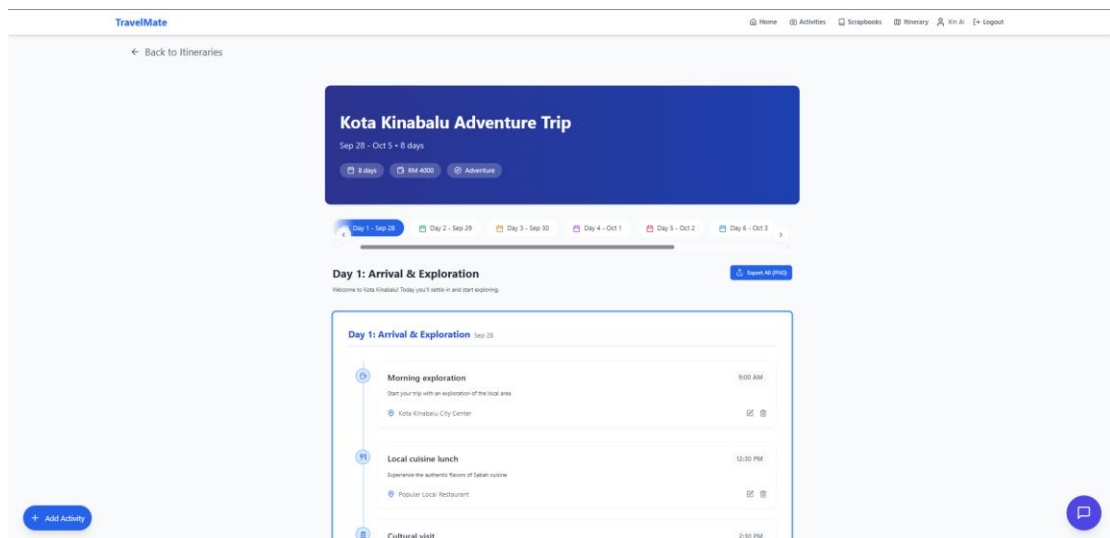 TravelMate
Home Activities Scrapbooks Itinerary Xin Ai Logout
← Back to Itineraries
Kota Kinabalu Adventure Trip
Sep 28 - Oct 5 • 8 days
8 days RM 4000 Adventure
Day 1 - Sep 28 Day 2 - Sep 29 Day 3 - Sep 30 Day 4 - Oct 1 Day 5 - Oct 2 Day 6 - Oct 3
Day 1: Arrival & Exploration Export All (PNG)
Welcome to Kota Kinabalu! Today you'll settle in and start exploring.
Day 1: Arrival & Exploration Sep 28
Morning exploration 9:00 AM
Start your trip with an exploration of the local area
Kota Kinabalu City Center
Local cuisine lunch 12:30 PM
Experience the authentic flavors of Sabah cuisine
Popular Local Restaurant
+ Add Activity
Cultural visit 2:30 PM